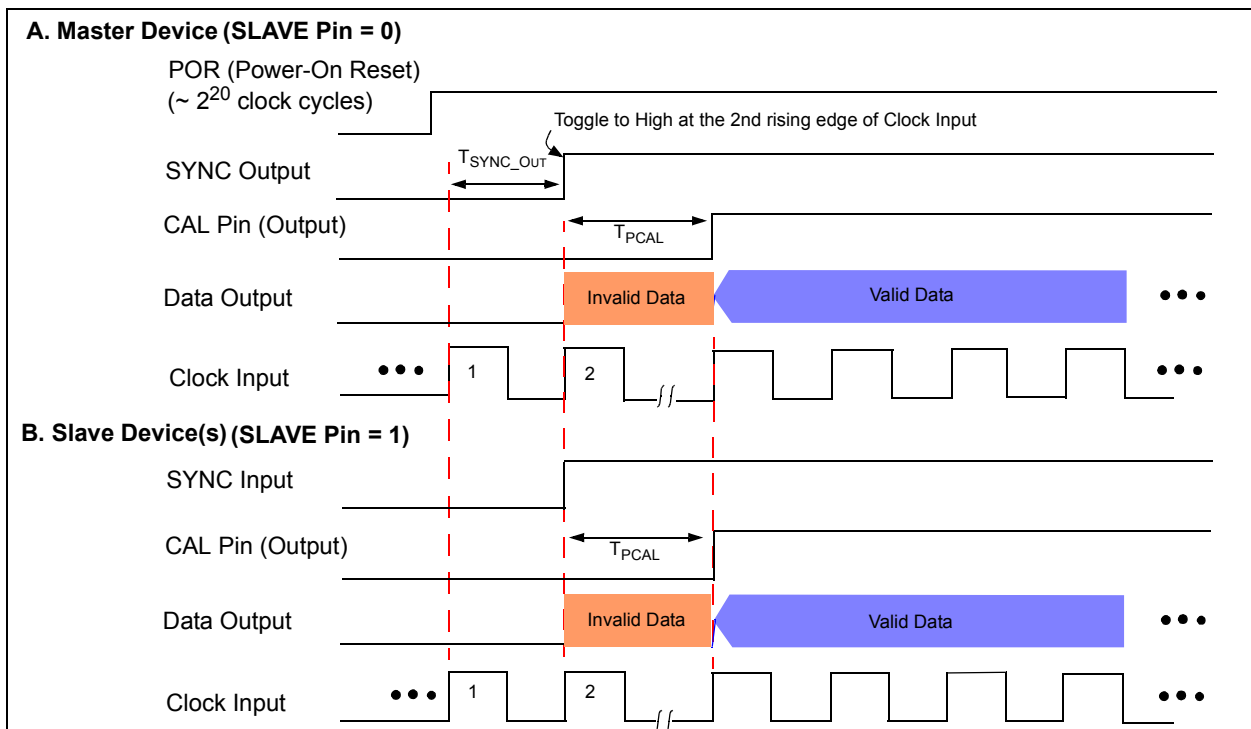 A. Master Device (SLAVE Pin = 0)
POR (Power-On Reset)
(~ 2^20 clock cycles)
Toggle to High at the 2nd rising edge of Clock Input
T_SYNC_OUT
SYNC Output
CAL Pin (Output)
T_PCAL
Data Output
Invalid Data
Valid Data
•••
Clock Input
•••
1
2
•••
B. Slave Device(s) (SLAVE Pin = 1)
SYNC Input
CAL Pin (Output)
T_PCAL
Data Output
Invalid Data
Valid Data
•••
Clock Input
•••
1
2
•••